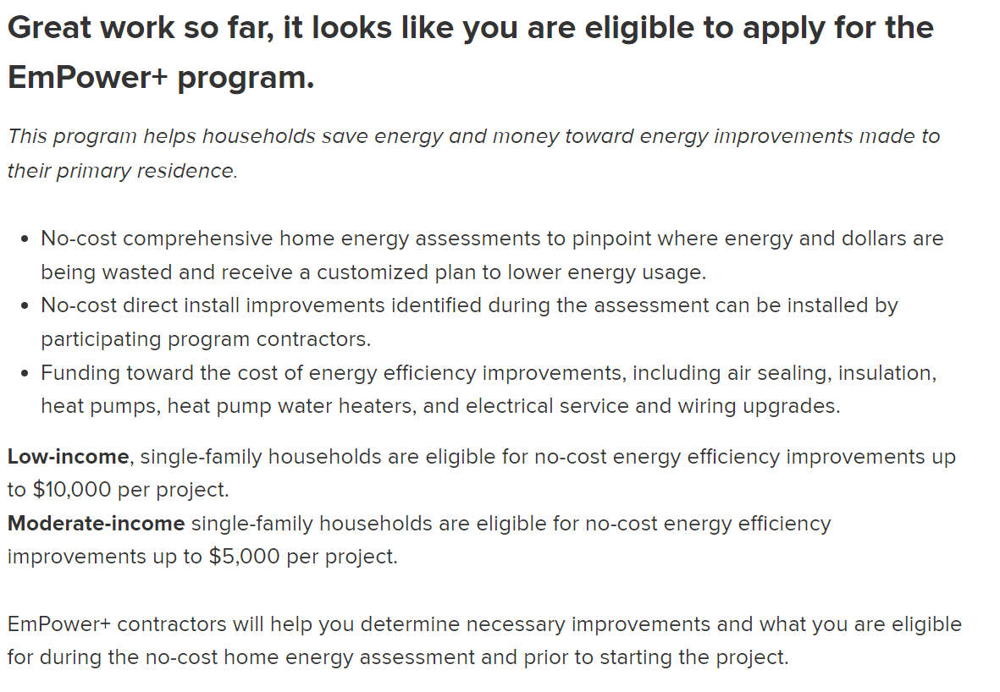 Great work so far, it looks like you are eligible to apply for the
EmPower+ program.
This program helps households save energy and money toward energy improvements made to
their primary residence.
• No-cost comprehensive home energy assessments to pinpoint where energy and dollars are
being wasted and receive a customized plan to lower energy usage.
• No-cost direct install improvements identified during the assessment can be installed by
participating program contractors.
• Funding toward the cost of energy efficiency improvements, including air sealing, insulation,
heat pumps, heat pump water heaters, and electrical service and wiring upgrades.
Low-income, single-family households are eligible for no-cost energy efficiency improvements up
to $10,000 per project.
Moderate-income single-family households are eligible for no-cost energy efficiency
improvements up to $5,000 per project.
EmPower+ contractors will help you determine necessary improvements and what you are eligible
for during the no-cost home energy assessment and prior to starting the project.